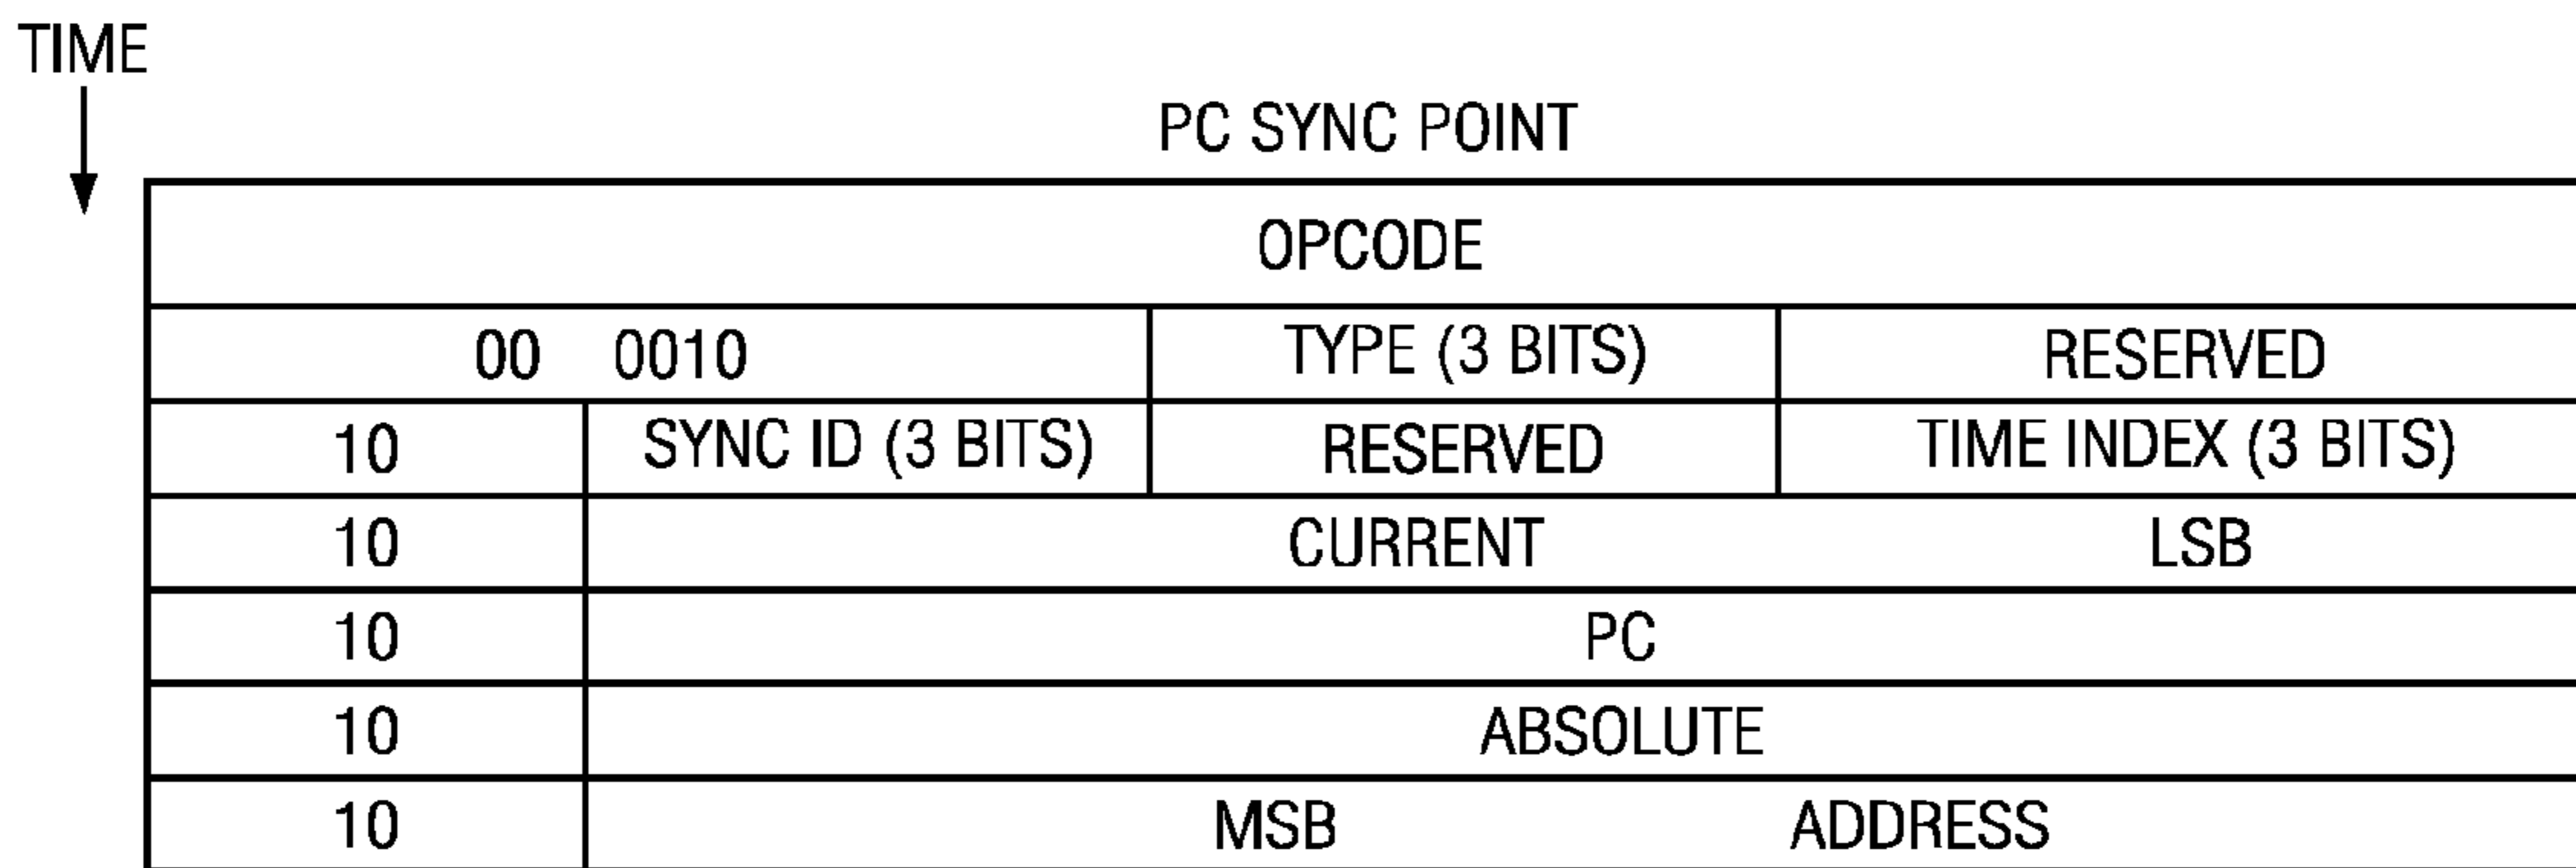 TIME
PC SYNC POINT
OPCODE
00 0010 TYPE (3 BITS) RESERVED
10 SYNC ID (3 BITS) RESERVED TIME INDEX (3 BITS)
10 CURRENT LSB
10 PC
10 ABSOLUTE
10 MSB ADDRESS